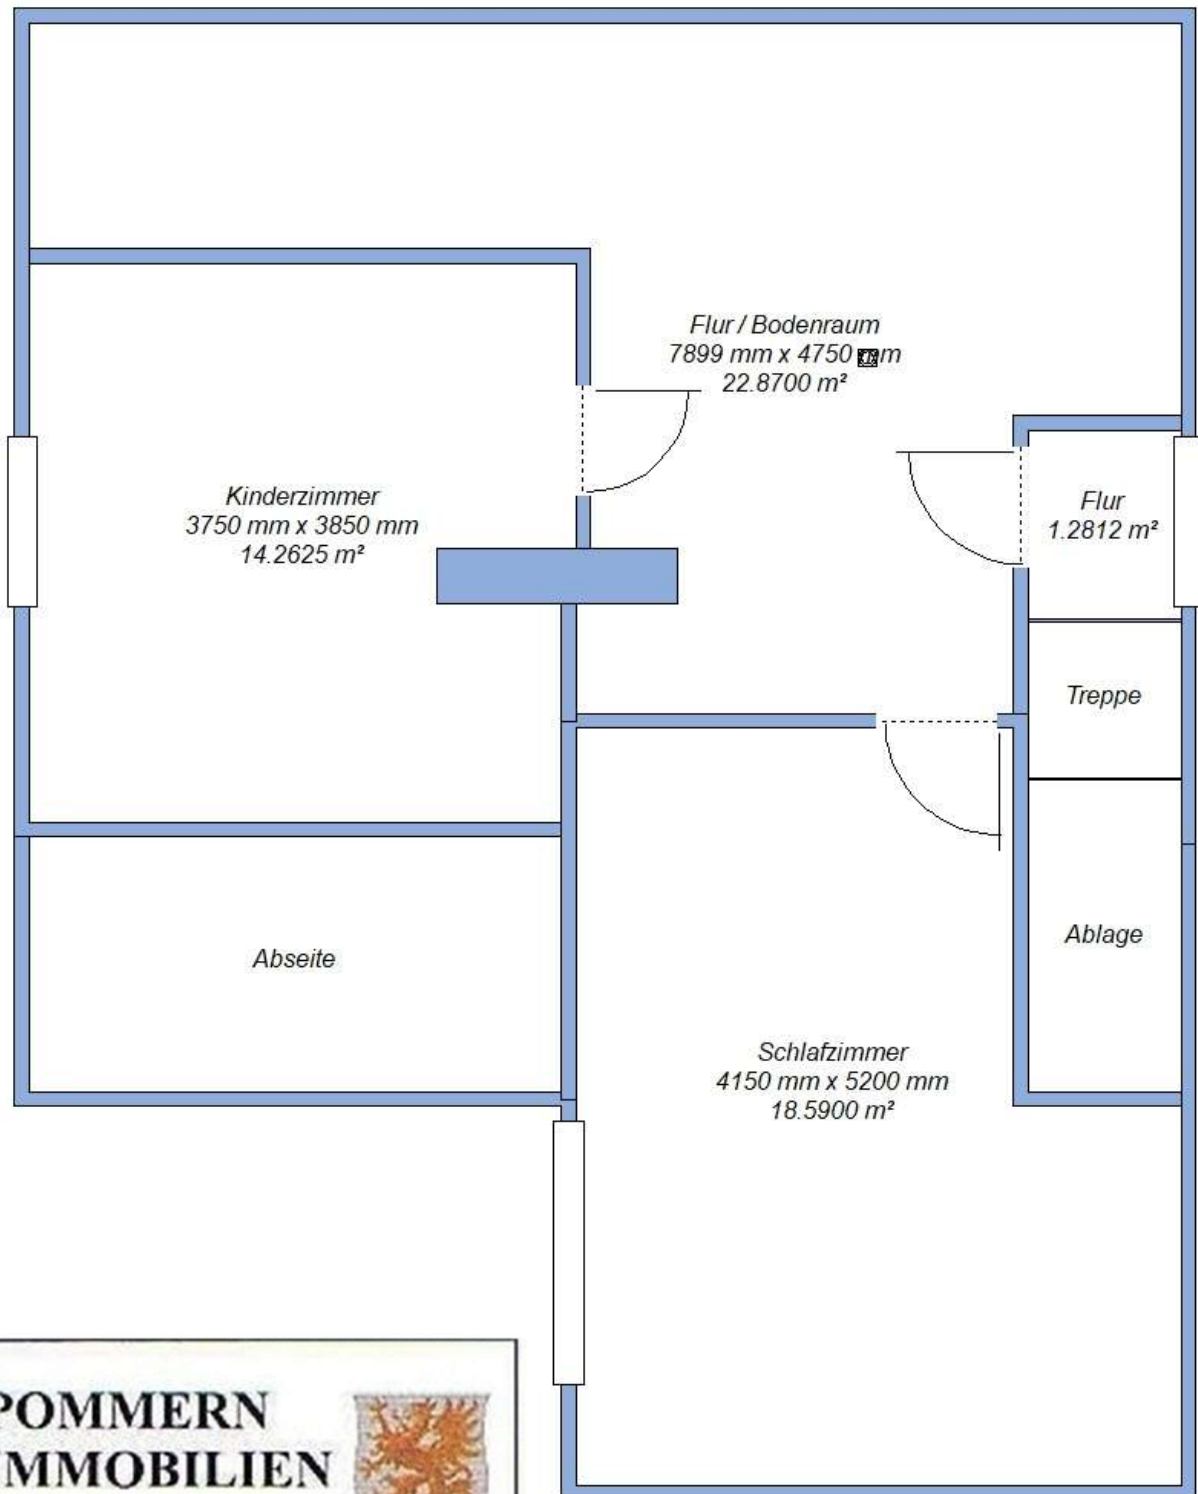 Flur / Bodenraum
7899 mm x 4750 mm
22.8700 m²
Kinderzimmer
3750 mm x 3850 mm
14.2625 m²
Flur
1.2812 m²
Treppe
Ablage
Abseite
Schlafzimmer
4150 mm x 5200 mm
18.5900 m²
POMMERN
MMOBILIEN